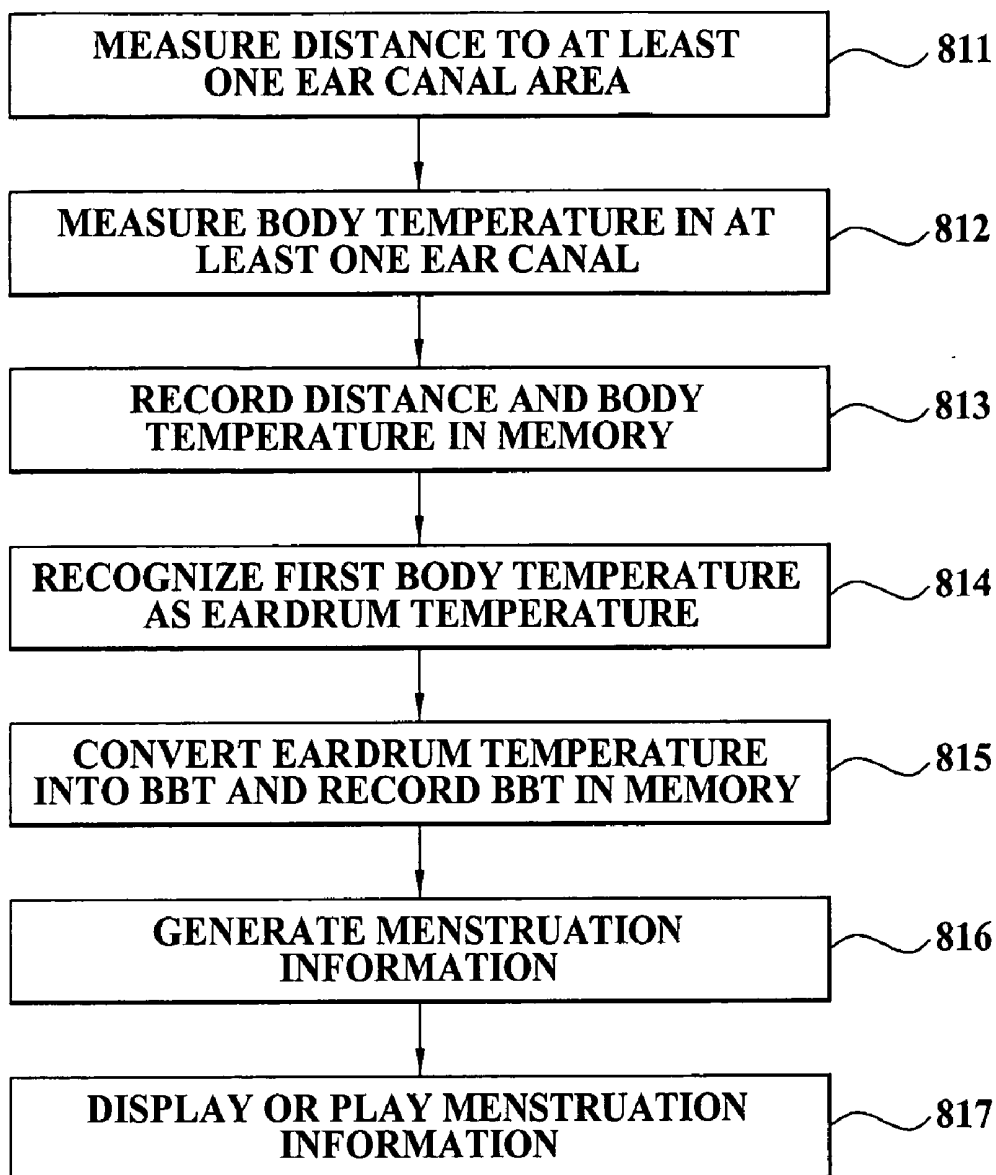 MEASURE DISTANCE TO AT LEAST
ONE EAR CANAL AREA
811
MEASURE BODY TEMPERATURE IN AT
LEAST ONE EAR CANAL
812
RECORD DISTANCE AND BODY
TEMPERATURE IN MEMORY
813
RECOGNIZE FIRST BODY TEMPERATURE
AS EARDRUM TEMPERATURE
814
CONVERT EARDRUM TEMPERATURE
INTO BBT AND RECORD BBT IN MEMORY
815
GENERATE MENSTRUATION
INFORMATION
816
DISPLAY OR PLAY MENSTRUATION
INFORMATION
817